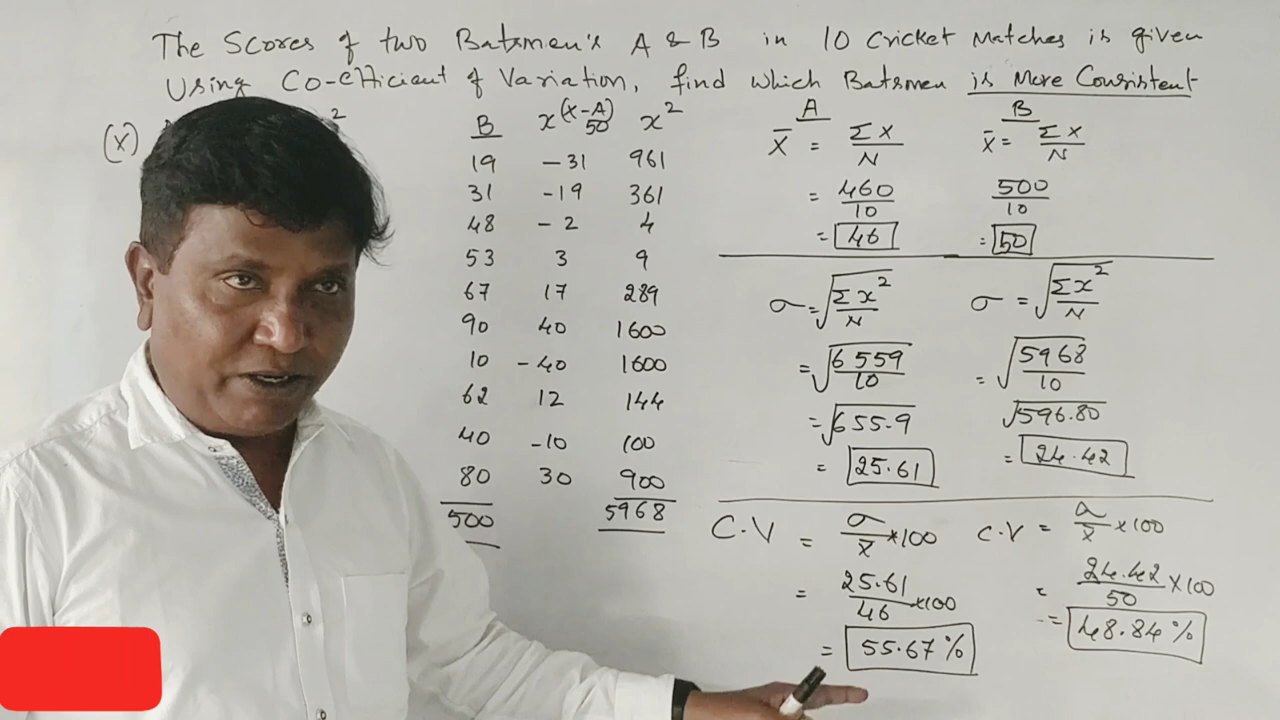 The Scores of two Batsmen's A & B in 10 Cricket Matches is given
Using Co-efficient of Variation, find which Batsmen is More Consistent
(X)
2
B x(X-A) x²
50
19 -31 961
31 -19 361
48 -2 4
53 3 9
67 17 289
90 40 1600
10 -40 1600
62 12 144
40 -10 100
80 30 900
500 5968
A
X̄ = ΣX/N
= 460/10
= 46
σ = √Σx²/N
= √6559/10
= √655.9
= 25.61
C.V = σ/X̄ *100
= 25.61/46 ×100
= 55.67%
B
X̄ = ΣX/N
500/10
= 50
σ = √Σx²/N
= √5968/10
√596.80
= 24.42
C.V = σ/X̄ ×100
= 24.42/50 ×100
= 48.84%